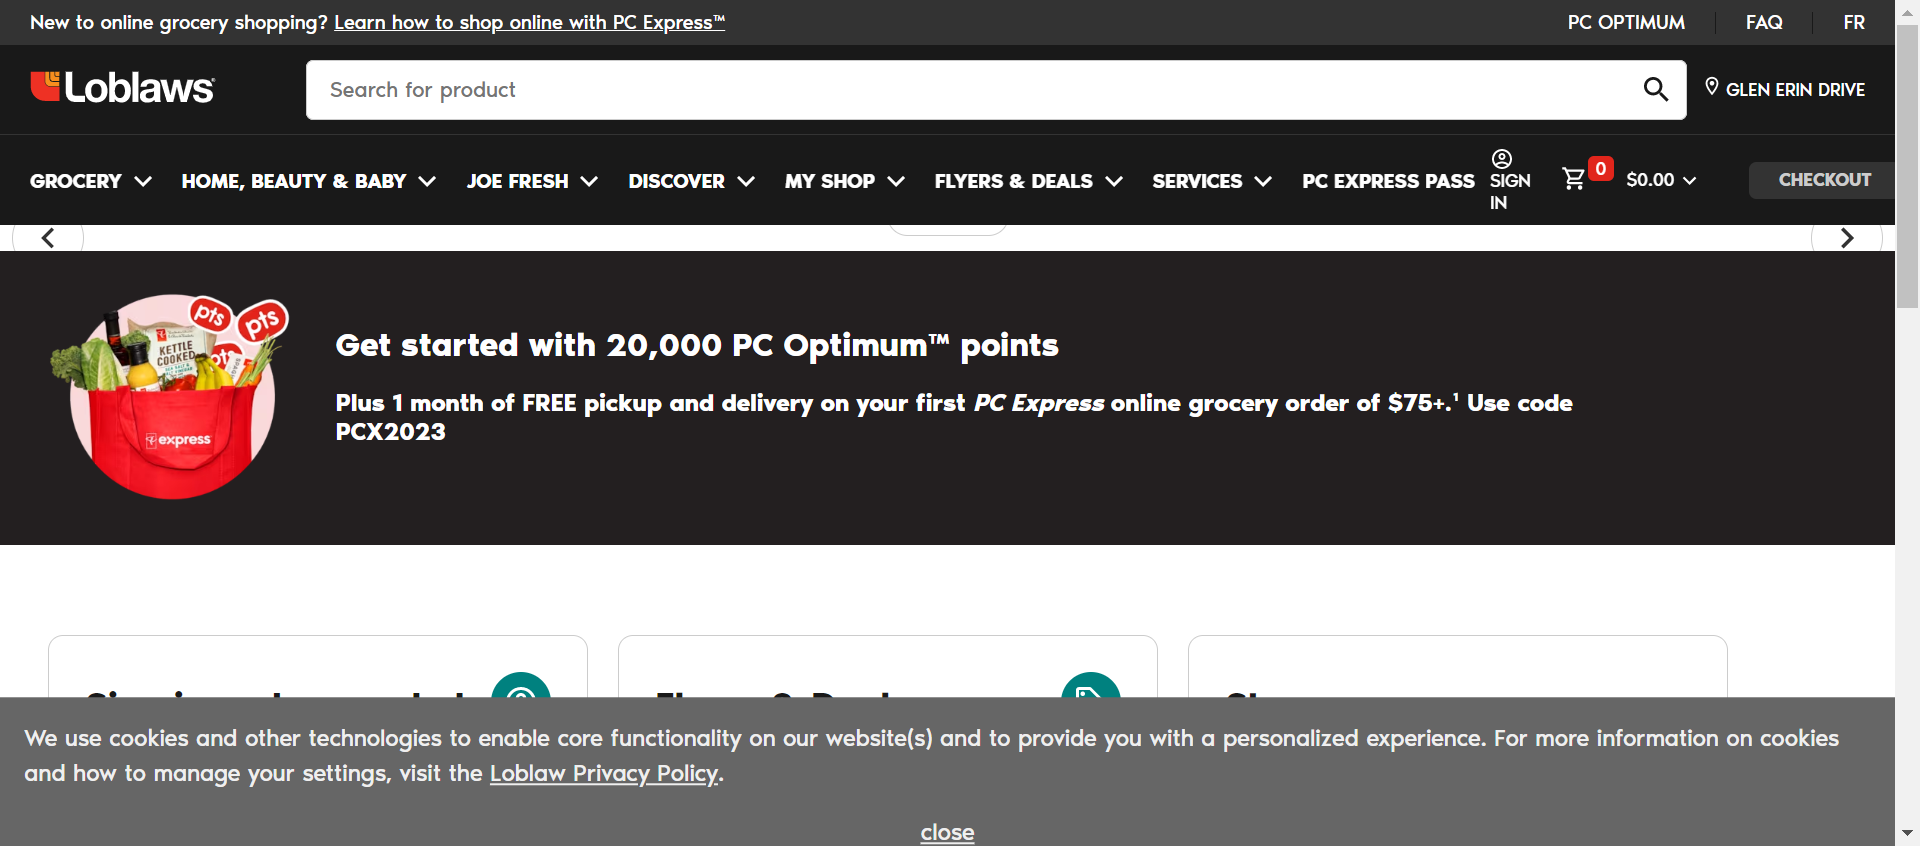 New to online grocery shopping? Learn how to shop online with PC Express™
PC OPTIMUM
FAQ
FR
Loblaws
Search for product
GLEN ERIN DRIVE
GROCERY
HOME, BEAUTY & BABY
JOE FRESH
DISCOVER
MY SHOP
FLYERS & DEALS
SERVICES
PC EXPRESS PASS
SIGN
IN
0
$0.00
CHECKOUT
pts
pts
pts
KETTLE
COOKED
express
Get started with 20,000 PC Optimum™ points
Plus 1 month of FREE pickup and delivery on your first PC Express online grocery order of $75+.¹ Use code
PCX2023
We use cookies and other technologies to enable core functionality on our website(s) and to provide you with a personalized experience. For more information on cookies
and how to manage your settings, visit the Loblaw Privacy Policy.
close